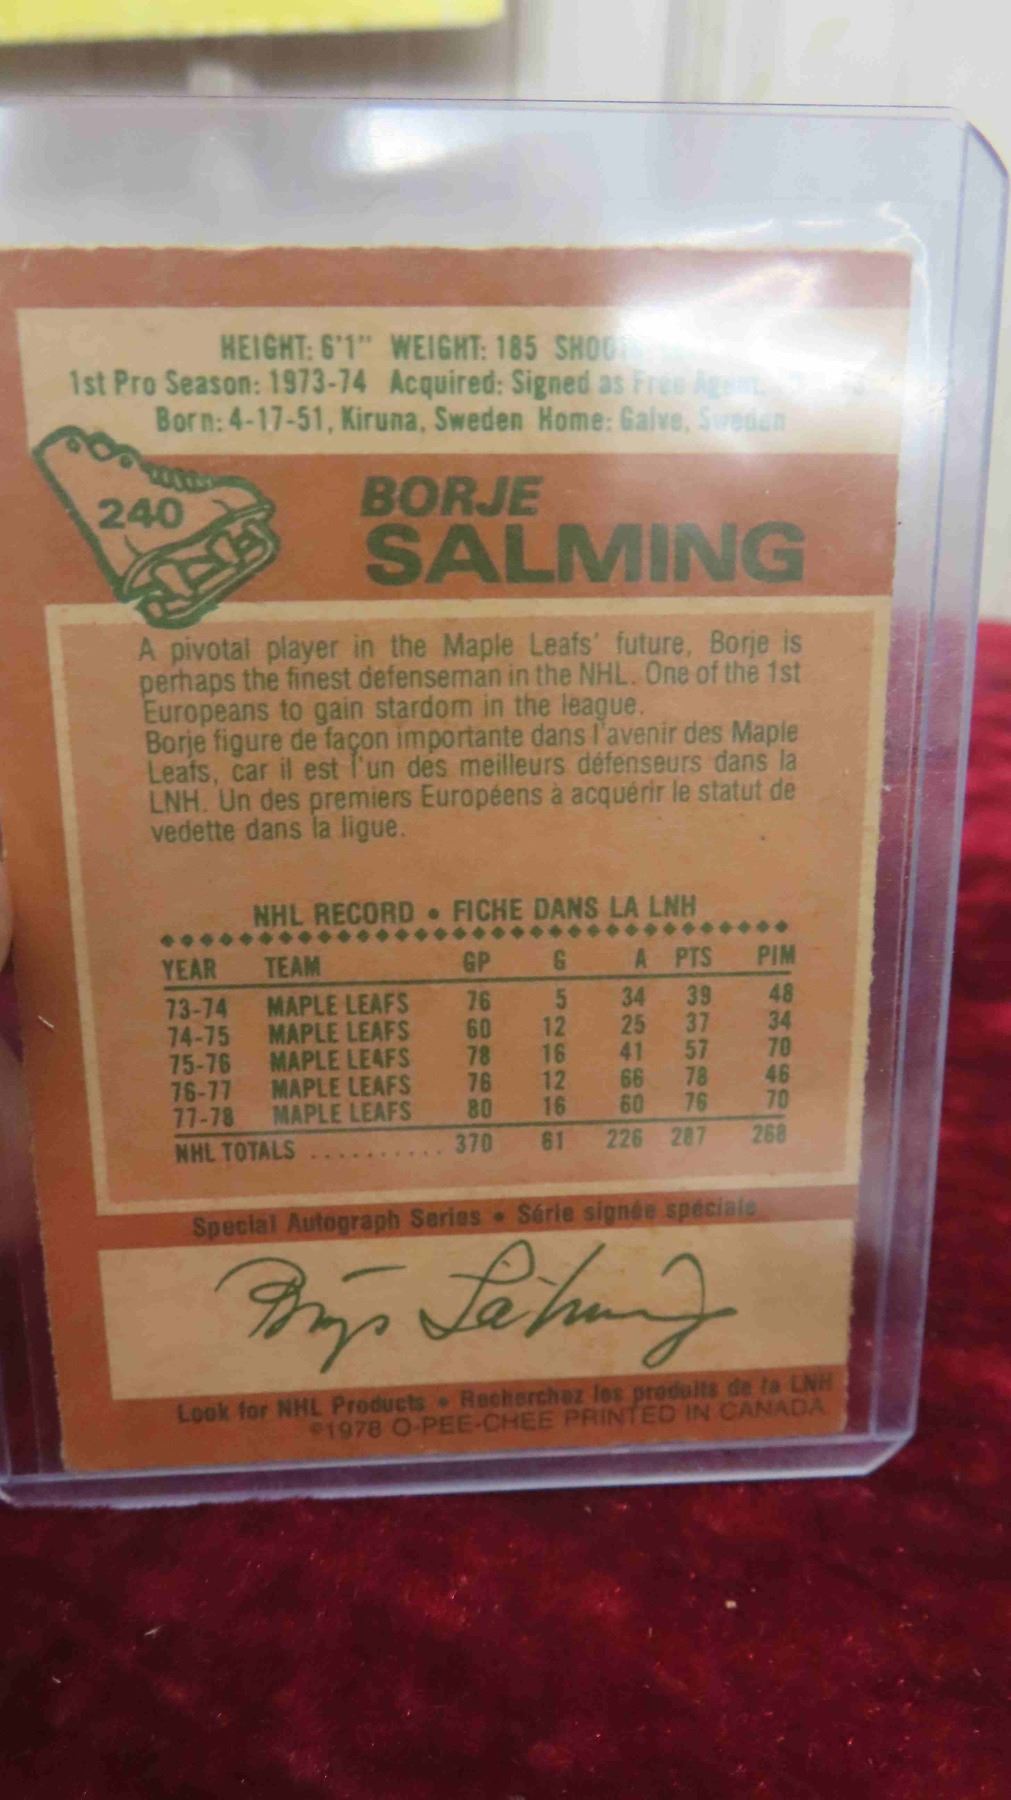 HEIGHT: 6'1" WEIGHT: 185
1st Pro Season: 1973-74 Acquired: Signed as Free Agent.
Born: 4-17-51, Kiruna, Sweden Home: Galve, Sweden
240
BORJE
SALMING
A pivotal player in the Maple Leafs' future, Borje is
perhaps the finest defenseman in the NHL. One of the 1st
Europeans to gain stardom in the league.
Borje figure de façon importante dans l'avenir des Maple
Leafs, car il est l'un des meilleurs défenseurs dans la
LNH. Un des premiers Européens à acquérir le statut de
vedette dans la ligue.
NHL RECORD • FICHE DANS LA LNH
YEAR TEAM GP G A PTS PIM
73-74 MAPLE LEAFS 76 5 34 39 48
74-75 MAPLE LEAFS 60 12 25 37 34
75-76 MAPLE LEAFS 78 16 41 57 70
76-77 MAPLE LEAFS 76 12 66 78 46
77-78 MAPLE LEAFS 80 16 60 76 70
NHL TOTALS .......... 370 61 226 287 268
Special Autograph Series • Série signée spéciale
Look for NHL Products • Recherchez les produits de la LNH
©1978 O-PEE-CHEE PRINTED IN CANADA